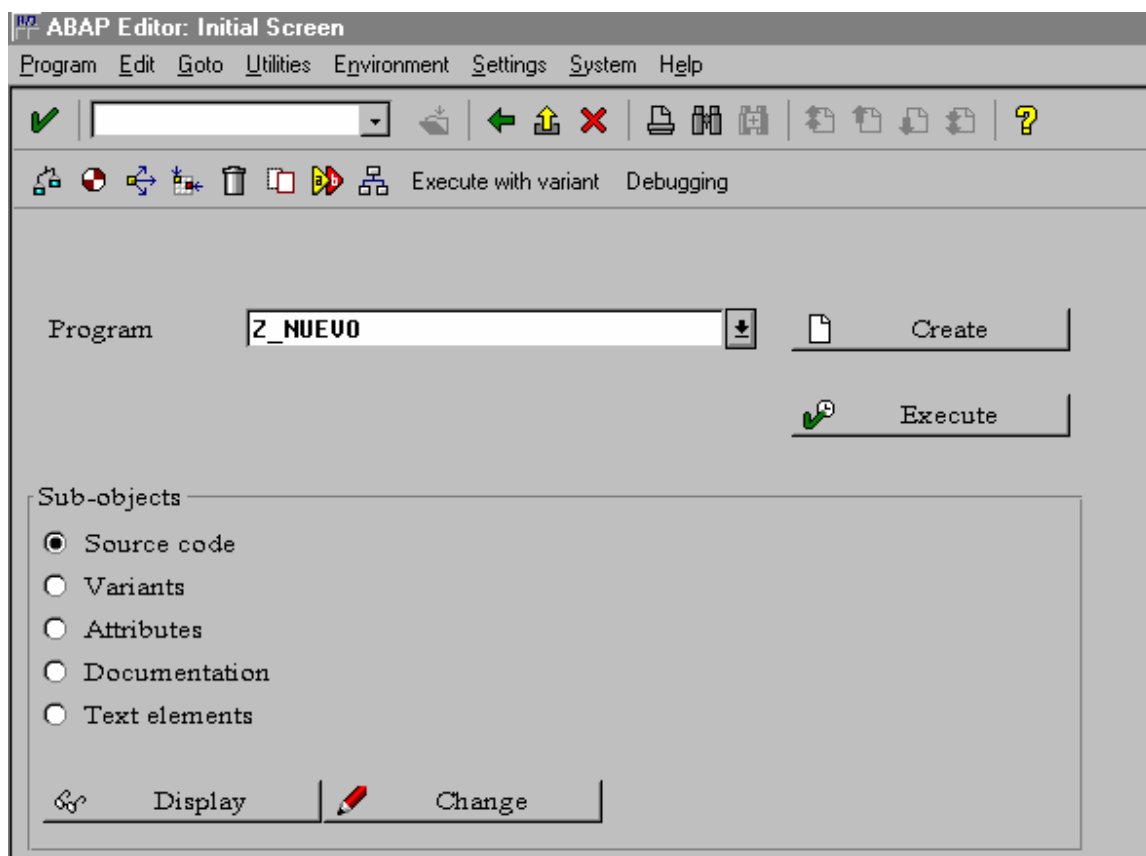 ABAP Editor: Initial Screen
Program Edit Goto Utilities Environment Settings System Help
Execute with variant Debugging
Program Z_NUEVO Create
Execute
Sub-objects
Source code
Variants
Attributes
Documentation
Text elements
Display Change